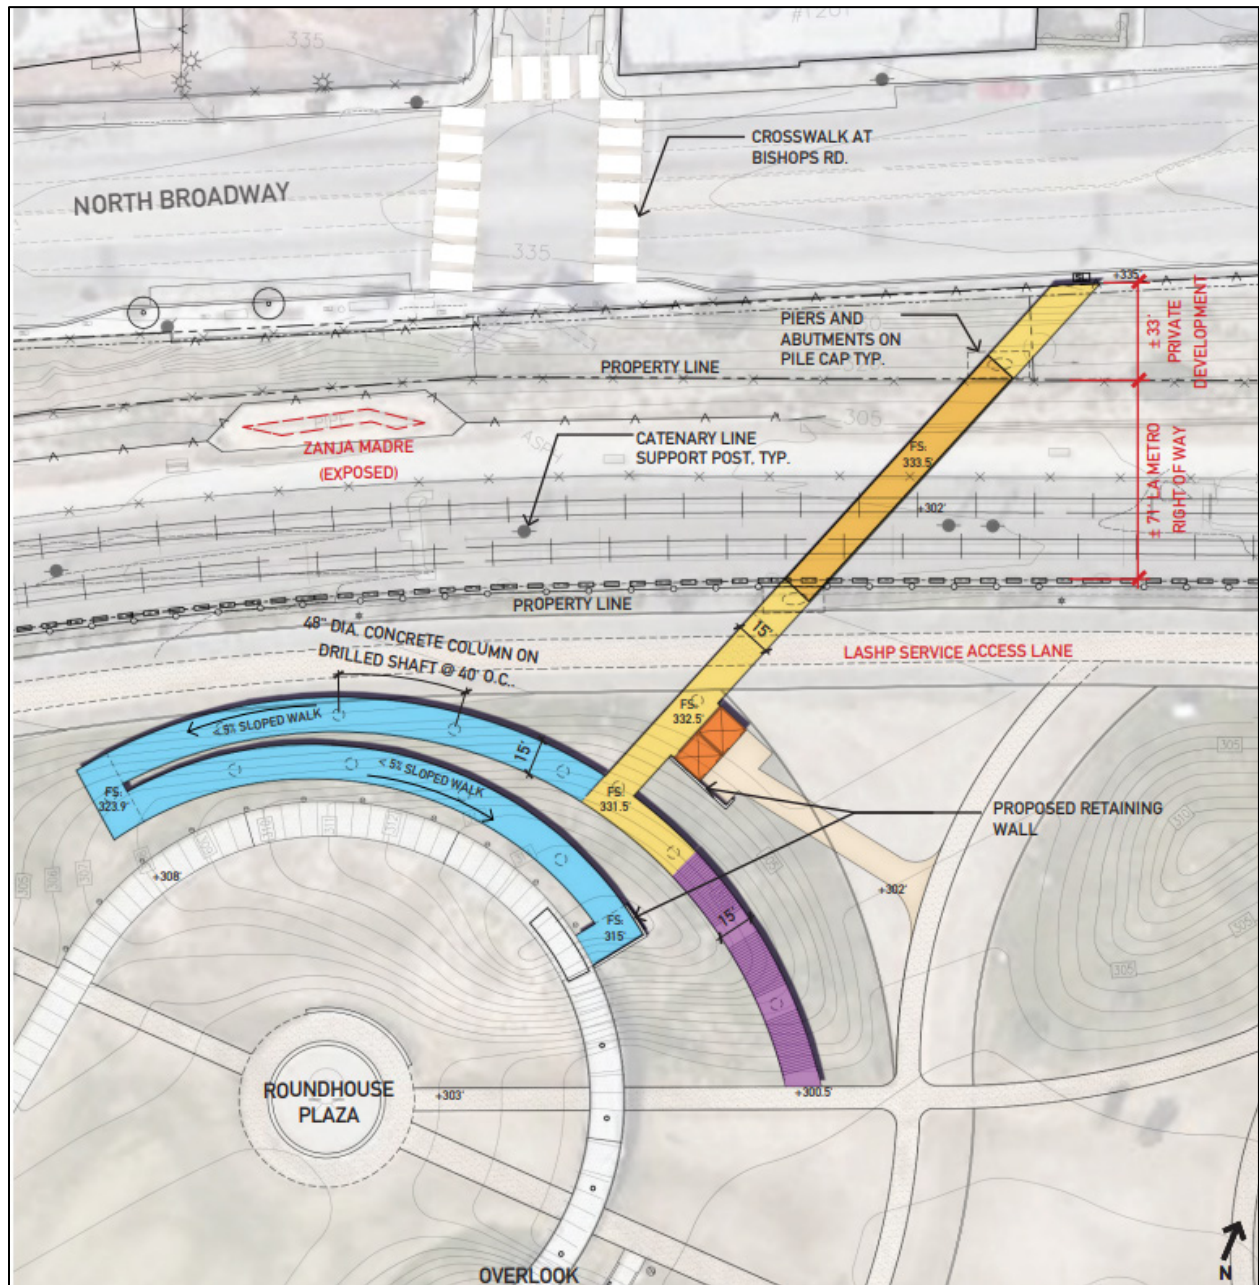 #1201
335
CROSSWALK AT
BISHOPS RD.
NORTH BROADWAY
335
+335'
± 33'
PRIVATE
DEVELOPMENT
PIERS AND
ABUTMENTS ON
PILE CAP TYP.
320
PROPERTY LINE
305
PIPE
ZANJA MADRE
(EXPOSED)
CATENARY LINE
SUPPORT POST, TYP.
FS:
333.5'
+302'
± 71' LA METRO
RIGHT OF WAY
PROPERTY LINE
48" DIA. CONCRETE COLUMN ON
DRILLED SHAFT @ 40' O.C..
15'
LASHP SERVICE ACCESS LANE
FS:
332.5'
< 5% SLOPED WALK
15'
< 5% SLOPED WALK
FS:
323.9'
FS:
331.5'
305
310
305
PROPOSED RETAINING
WALL
+308'
+302'
FS:
315'
15'
ROUNDHOUSE
PLAZA
+303'
+300.5'
OVERLOOK
N